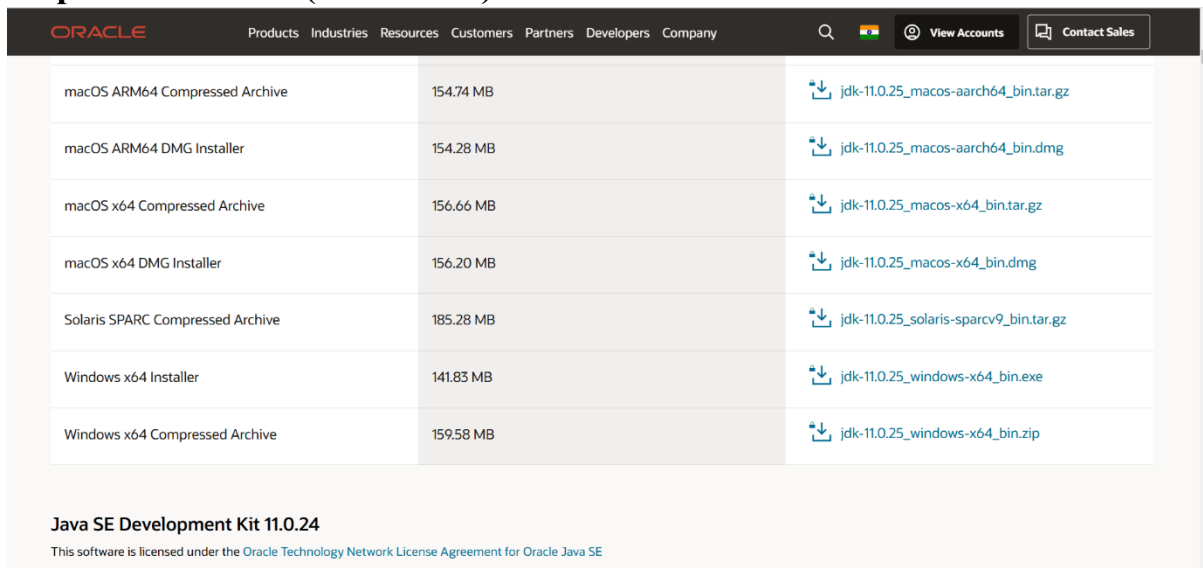 ORACLE Products Industries Resources Customers Partners Developers Company View Accounts Contact Sales
macOS ARM64 Compressed Archive 154.74 MB jdk-11.0.25_macos-aarch64_bin.tar.gz
macOS ARM64 DMG Installer 154.28 MB jdk-11.0.25_macos-aarch64_bin.dmg
macOS x64 Compressed Archive 156.66 MB jdk-11.0.25_macos-x64_bin.tar.gz
macOS x64 DMG Installer 156.20 MB jdk-11.0.25_macos-x64_bin.dmg
Solaris SPARC Compressed Archive 185.28 MB jdk-11.0.25_solaris-sparcv9_bin.tar.gz
Windows x64 Installer 141.83 MB jdk-11.0.25_windows-x64_bin.exe
Windows x64 Compressed Archive 159.58 MB jdk-11.0.25_windows-x64_bin.zip
Java SE Development Kit 11.0.24
This software is licensed under the Oracle Technology Network License Agreement for Oracle Java SE